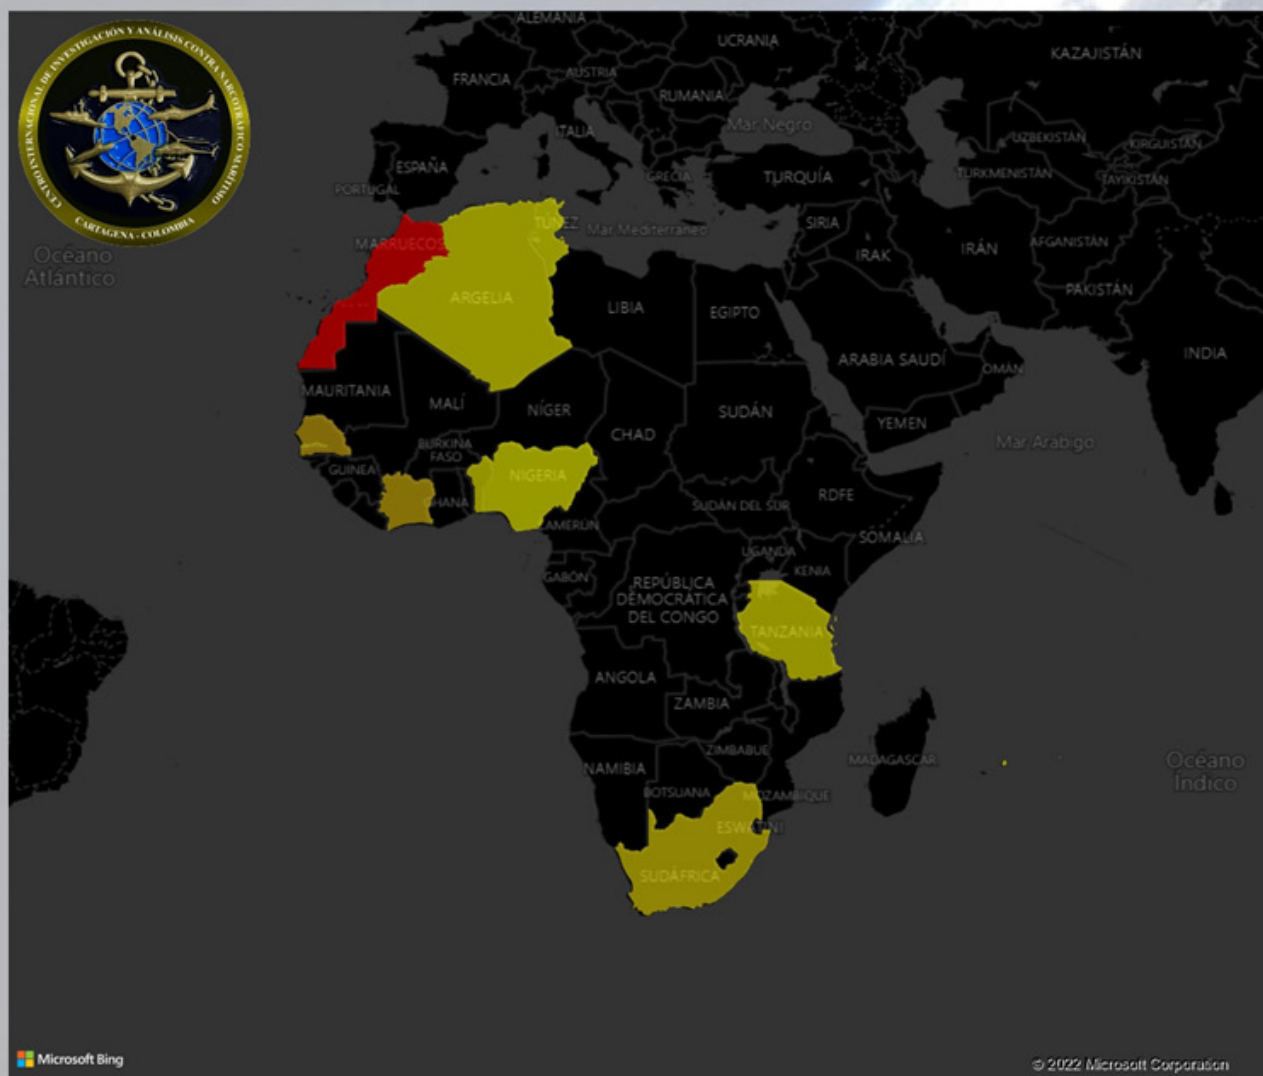 CENTRO INTERNACIONAL DE INVESTIGACIÓN Y ANÁLISIS CONTRA NARCOTRÁFICO MARÍTIMO
CARTAGENA - COLOMBIA
ALEMANIA
UCRANIA
KAZAJISTÁN
FRANCIA
AUSTRIA
RUMANIA
Mar Negro
ITALIA
UZBEKISTÁN
KIRGUISTÁN
ESPAÑA
PORTUGAL
GRECIA
TURQUÍA
TURKMENISTÁN
TAYIKISTÁN
TÚNEZ
Mar Mediterráneo
SIRIA
MARRUECOS
IRAK
IRÁN
AFGANISTÁN
Océano
Atlántico
PAKISTÁN
ARGELIA
LIBIA
EGIPTO
ARABIA SAUDÍ
INDIA
OMÁN
MAURITANIA
MALÍ
NÍGER
CHAD
SUDÁN
YEMEN
Mar Arábigo
BURKINA
FASO
GUINEA
NIGERIA
GHANA
SUDÁN DEL SUR
RDFE
CAMERÚN
SOMALIA
UGANDA
KENIA
GABÓN
REPÚBLICA
DEMOCRÁTICA
DEL CONGO
TANZANIA
ANGOLA
ZAMBIA
ZIMBABUE
MADAGASCAR
Océano
Índico
NAMIBIA
BOTSUANA
MOZAMBIQUE
ESWATINI
SUDÁFRICA
Microsoft Bing
© 2022 Microsoft Corporation